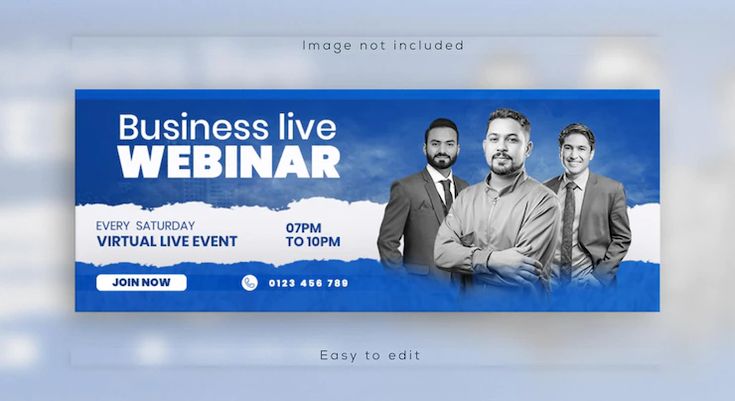 Image not included
Business live
WEBINAR
EVERY SATURDAY
VIRTUAL LIVE EVENT
07PM
TO 10PM
JOIN NOW
0123 456 789
Easy to edit